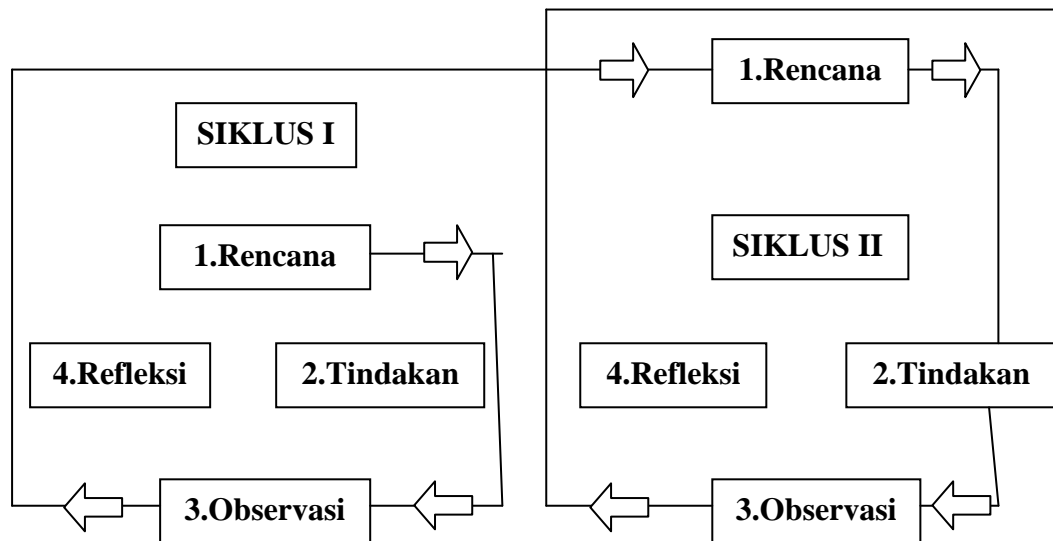 SIKLUS I
1.Rencana
4.Refleksi
2.Tindakan
3.Observasi
1.Rencana
SIKLUS II
4.Refleksi
2.Tindakan
3.Observasi